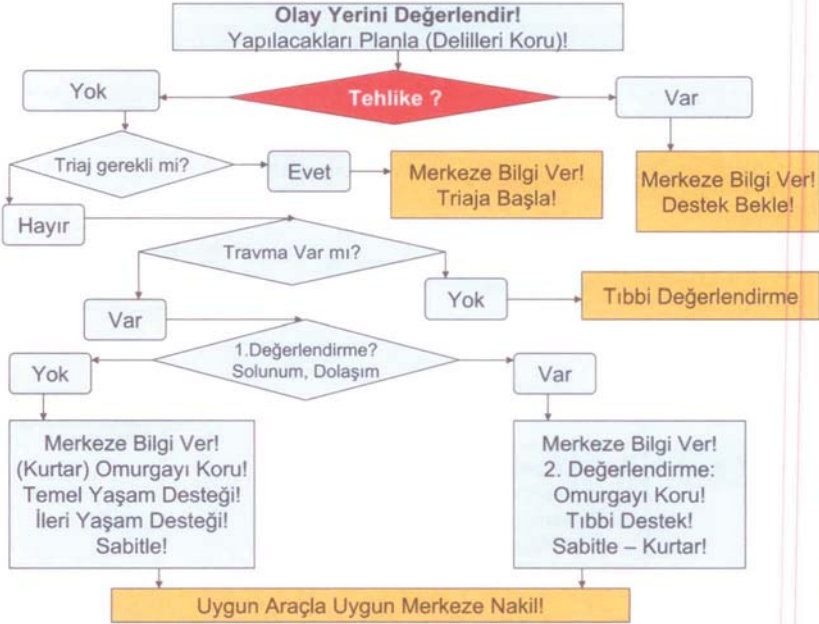 Olay Yerini Değerlendir!
Yapılacakları Planla (Delilleri Koru)!
Yok
Tehlike ?
Var
Triaj gerekli mi?
Evet
Merkeze Bilgi Ver!
Triaja Başla!
Merkeze Bilgi Ver!
Destek Bekle!
Hayır
Travma Var mı?
Yok
Tıbbi Değerlendirme
Var
1.Değerlendirme?
Solunum, Dolaşım
Yok
Var
Merkeze Bilgi Ver!
(Kurtar) Omurgayı Koru!
Temel Yaşam Desteği!
İleri Yaşam Desteği!
Sabitle!
Merkeze Bilgi Ver!
2. Değerlendirme:
Omurgayı Koru!
Tıbbi Destek!
Sabitle – Kurtar!
Uygun Araçla Uygun Merkeze Nakil!